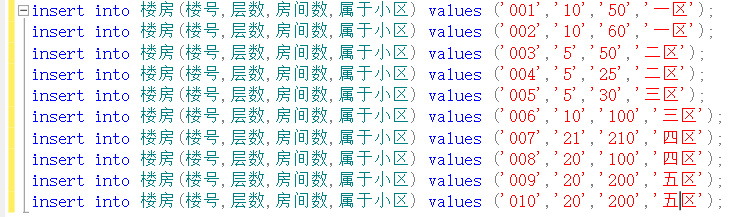 insert into 楼房(楼号,层数,房间数,属于小区) values ('001','10','50','一区');
insert into 楼房(楼号,层数,房间数,属于小区) values ('002','10','60','一区');
insert into 楼房(楼号,层数,房间数,属于小区) values ('003','5','50','二区');
insert into 楼房(楼号,层数,房间数,属于小区) values ('004','5','25','二区');
insert into 楼房(楼号,层数,房间数,属于小区) values ('005','5','30','三区');
insert into 楼房(楼号,层数,房间数,属于小区) values ('006','10','100','三区');
insert into 楼房(楼号,层数,房间数,属于小区) values ('007','21','210','四区');
insert into 楼房(楼号,层数,房间数,属于小区) values ('008','20','100','四区');
insert into 楼房(楼号,层数,房间数,属于小区) values ('009','20','200','五区');
insert into 楼房(楼号,层数,房间数,属于小区) values ('010','20','200','五区');